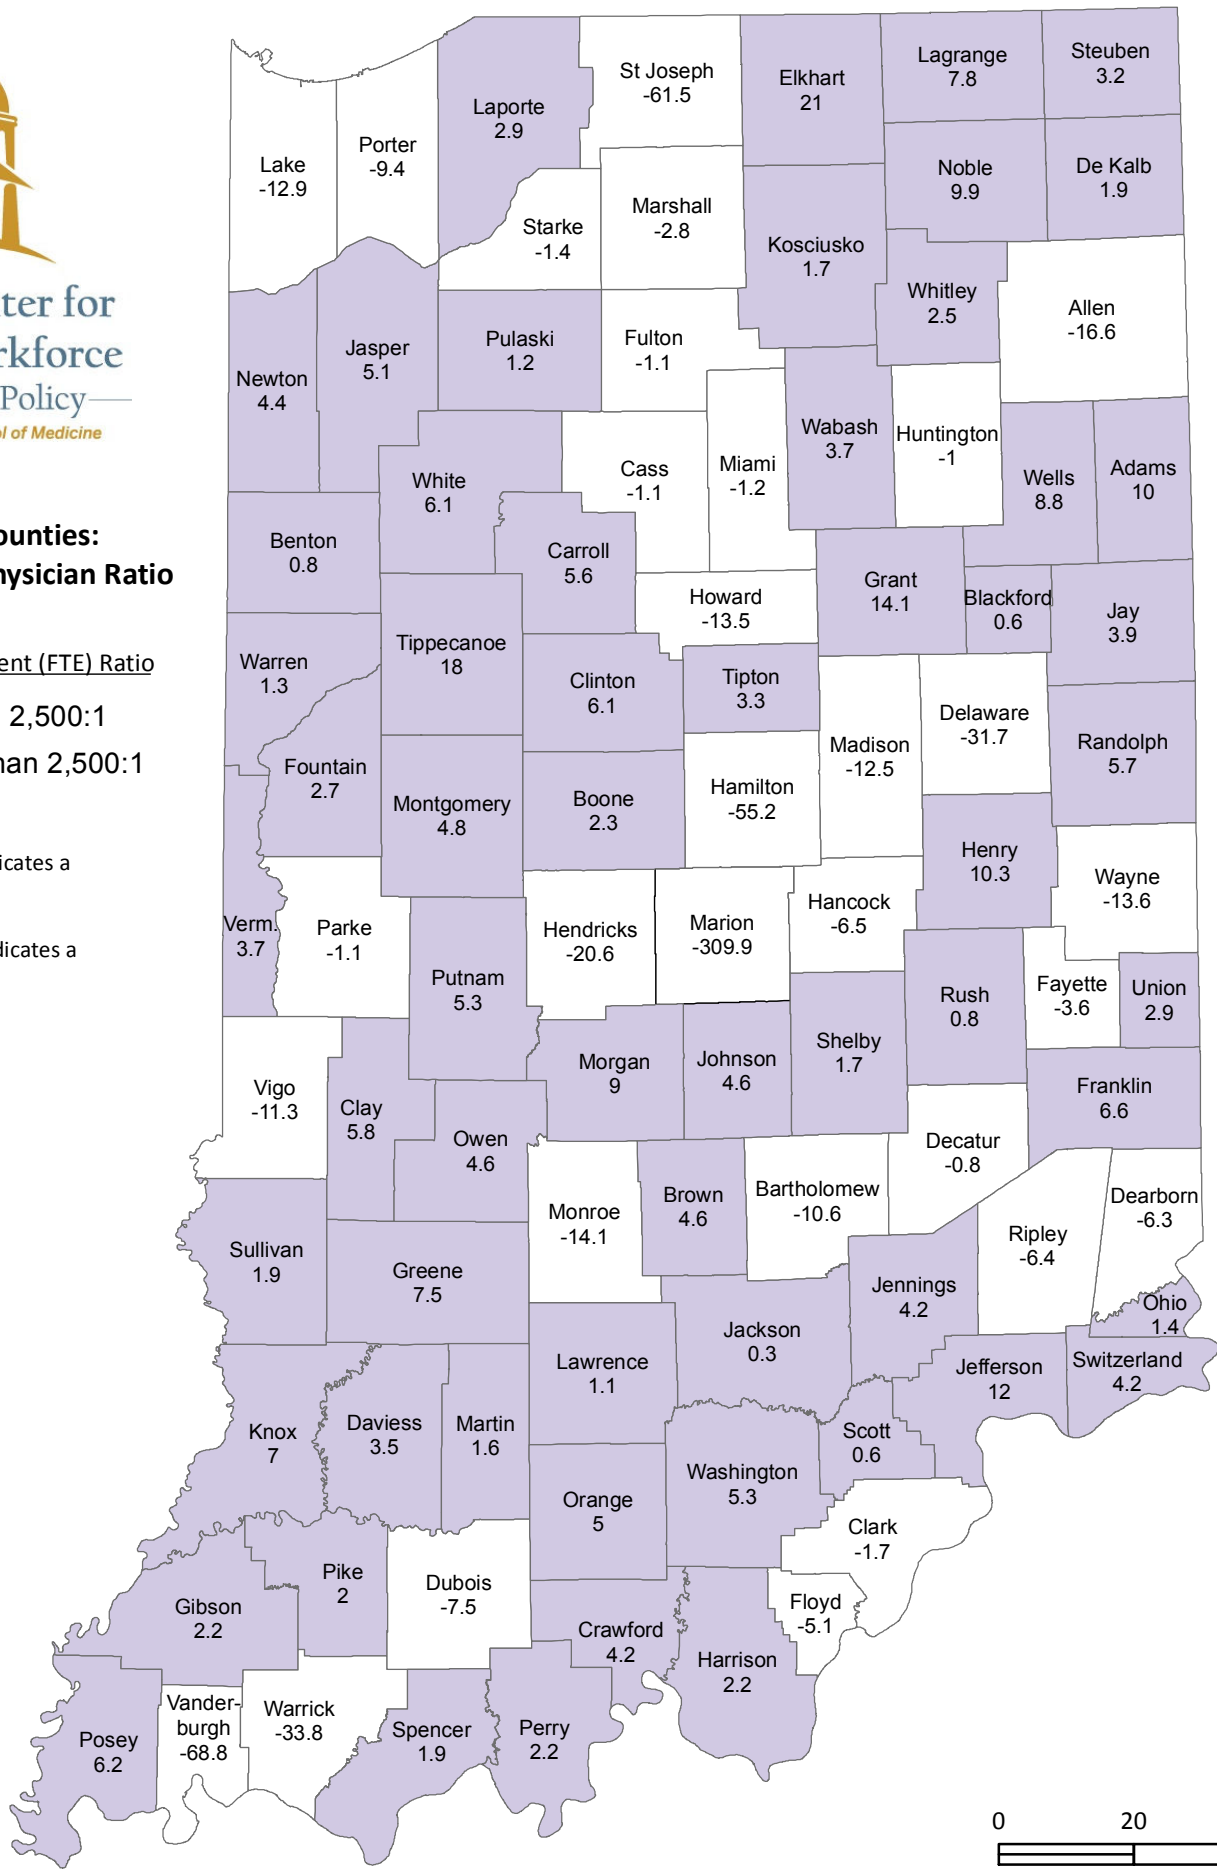 ter for
rkforce
Policy
ol of Medicine
ounties:
hysician Ratio
ent (FTE) Ratio
2,500:1
han 2,500:1
icates a
dicates a
St Joseph
-61.5
Elkhart
21
Lagrange
7.8
Steuben
3.2
Laporte
2.9
Porter
-9.4
Lake
-12.9
Starke
-1.4
Marshall
-2.8
Kosciusko
1.7
Noble
9.9
De Kalb
1.9
Whitley
2.5
Allen
-16.6
Newton
4.4
Jasper
5.1
Pulaski
1.2
Fulton
-1.1
White
6.1
Cass
-1.1
Miami
-1.2
Wabash
3.7
Huntington
-1
Wells
8.8
Adams
10
Benton
0.8
Carroll
5.6
Howard
-13.5
Grant
14.1
Blackford
0.6
Jay
3.9
Warren
1.3
Tippecanoe
18
Clinton
6.1
Tipton
3.3
Madison
-12.5
Delaware
-31.7
Randolph
5.7
Fountain
2.7
Montgomery
4.8
Boone
2.3
Hamilton
-55.2
Henry
10.3
Wayne
-13.6
Verm.
3.7
Parke
-1.1
Putnam
5.3
Hendricks
-20.6
Marion
-309.9
Hancock
-6.5
Rush
0.8
Fayette
-3.6
Union
2.9
Vigo
-11.3
Clay
5.8
Owen
4.6
Morgan
9
Johnson
4.6
Shelby
1.7
Franklin
6.6
Decatur
-0.8
Sullivan
1.9
Greene
7.5
Monroe
-14.1
Brown
4.6
Bartholomew
-10.6
Jennings
4.2
Ripley
-6.4
Dearborn
-6.3
Ohio
1.4
Lawrence
1.1
Jackson
0.3
Jefferson
12
Switzerland
4.2
Knox
7
Daviess
3.5
Martin
1.6
Orange
5
Washington
5.3
Scott
0.6
Clark
-1.7
Floyd
-5.1
Gibson
2.2
Pike
2
Dubois
-7.5
Crawford
4.2
Harrison
2.2
Posey
6.2
Vander-
burgh
-68.8
Warrick
-33.8
Spencer
1.9
Perry
2.2
0 20